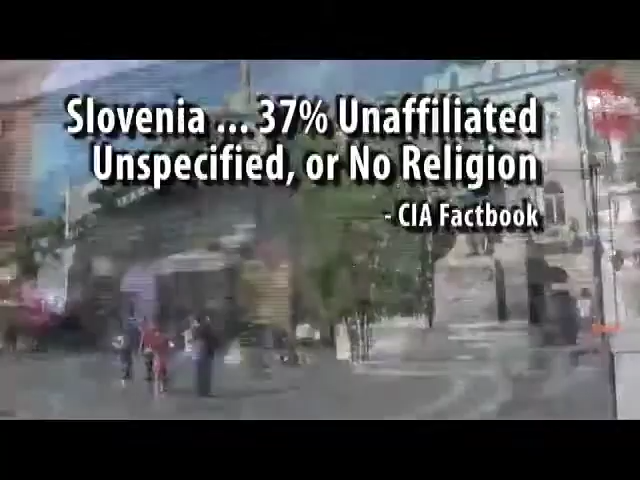 Slovenia ... 37% Unaffiliated
Unspecified, or No Religion
- CIA Factbook